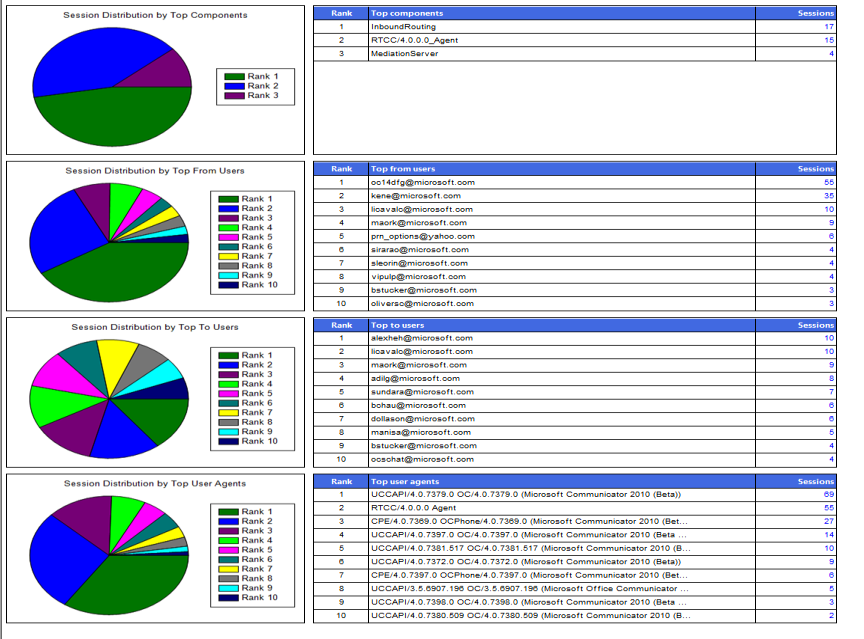 Session Distribution by Top Components
Rank 1
Rank 2
Rank 3
Rank Top components Sessions
1 InboundRouting 17
2 RTCC/4.0.0.0_Agent 15
3 MediationServer 4
Session Distribution by Top From Users
Rank 1
Rank 2
Rank 3
Rank 4
Rank 5
Rank 6
Rank 7
Rank 8
Rank 9
Rank 10
Rank Top from users Sessions
1 oc14dfg@microsoft.com 55
2 kene@microsoft.com 35
3 licavalc@microsoft.com 10
4 maork@microsoft.com 9
5 prn_options@yahoo.com 6
6 sirarao@microsoft.com 4
7 sleorin@microsoft.com 4
8 vipulp@microsoft.com 4
9 bstucker@microsoft.com 3
10 oliversc@microsoft.com 3
Session Distribution by Top To Users
Rank 1
Rank 2
Rank 3
Rank 4
Rank 5
Rank 6
Rank 7
Rank 8
Rank 9
Rank 10
Rank Top to users Sessions
1 alexheh@microsoft.com 10
2 licavalc@microsoft.com 10
3 maork@microsoft.com 9
4 adilg@microsoft.com 8
5 sundara@microsoft.com 7
6 bohau@microsoft.com 6
7 dollason@microsoft.com 6
8 manisa@microsoft.com 5
9 bstucker@microsoft.com 4
10 ocschat@microsoft.com 4
Session Distribution by Top User Agents
Rank 1
Rank 2
Rank 3
Rank 4
Rank 5
Rank 6
Rank 7
Rank 8
Rank 9
Rank 10
Rank Top user agents Sessions
1 UCCAPI/4.0.7379.0 OC/4.0.7379.0 (Microsoft Communicator 2010 (Beta)) 69
2 RTCC/4.0.0.0 Agent 55
3 CPE/4.0.7369.0 OCPhone/4.0.7369.0 (Microsoft Communicator 2010 (Bet... 27
4 UCCAPI/4.0.7397.0 OC/4.0.7397.0 (Microsoft Communicator 2010 (Beta ... 14
5 UCCAPI/4.0.7381.517 OC/4.0.7381.517 (Microsoft Communicator 2010 (B... 10
6 UCCAPI/4.0.7372.0 OC/4.0.7372.0 (Microsoft Communicator 2010 (Beta)) 9
7 CPE/4.0.7397.0 OCPhone/4.0.7397.0 (Microsoft Communicator 2010 (Bet... 6
8 UCCAPI/3.5.6907.196 OC/3.5.6907.196 (Microsoft Office Communicator ... 5
9 UCCAPI/4.0.7398.0 OC/4.0.7398.0 (Microsoft Communicator 2010 (Beta ... 3
10 UCCAPI/4.0.7380.509 OC/4.0.7380.509 (Microsoft Communicator 2010 (B... 2